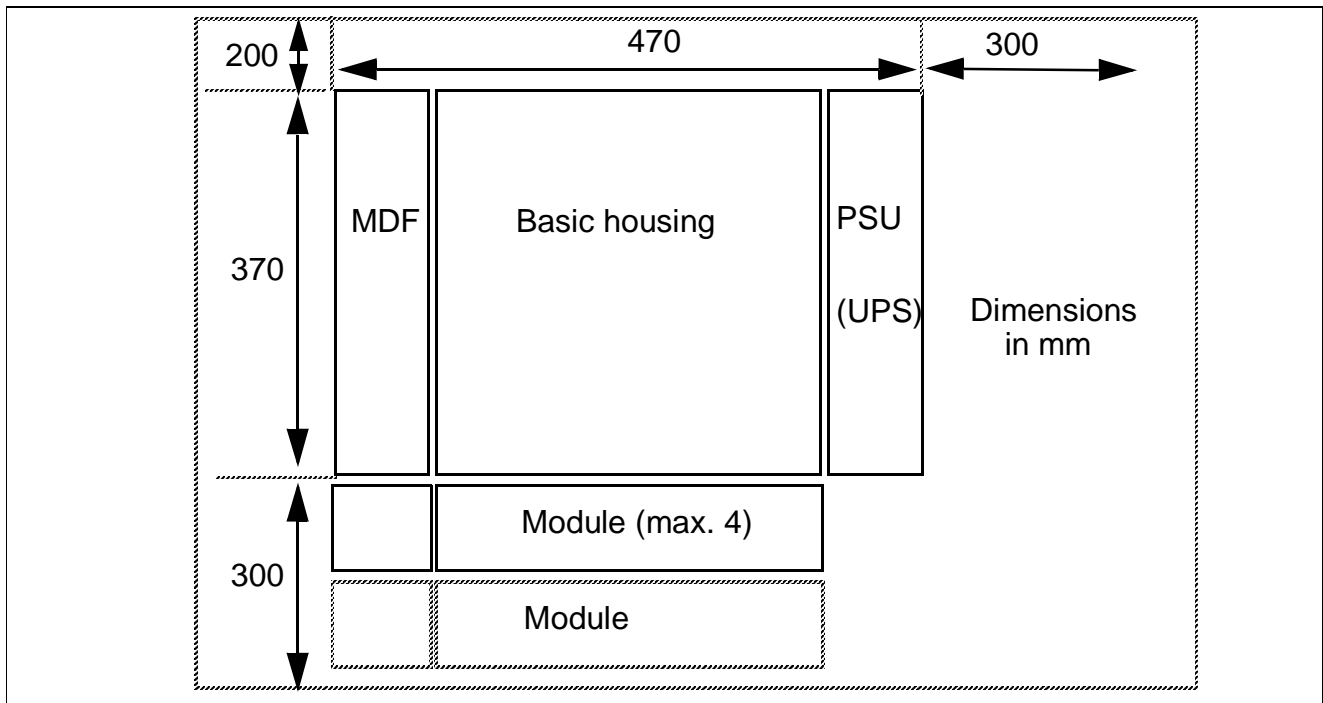 200
470
300
MDF
Basic housing
PSU
370
(UPS)
Dimensions
in mm
Module (max. 4)
300
Module